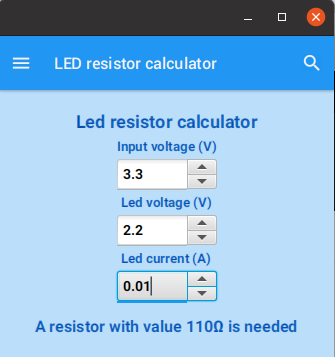 LED resistor calculator
Led resistor calculator
Input voltage (V)
3.3
Led voltage (V)
2.2
Led current (A)
0.01
A resistor with value 110Ω is needed